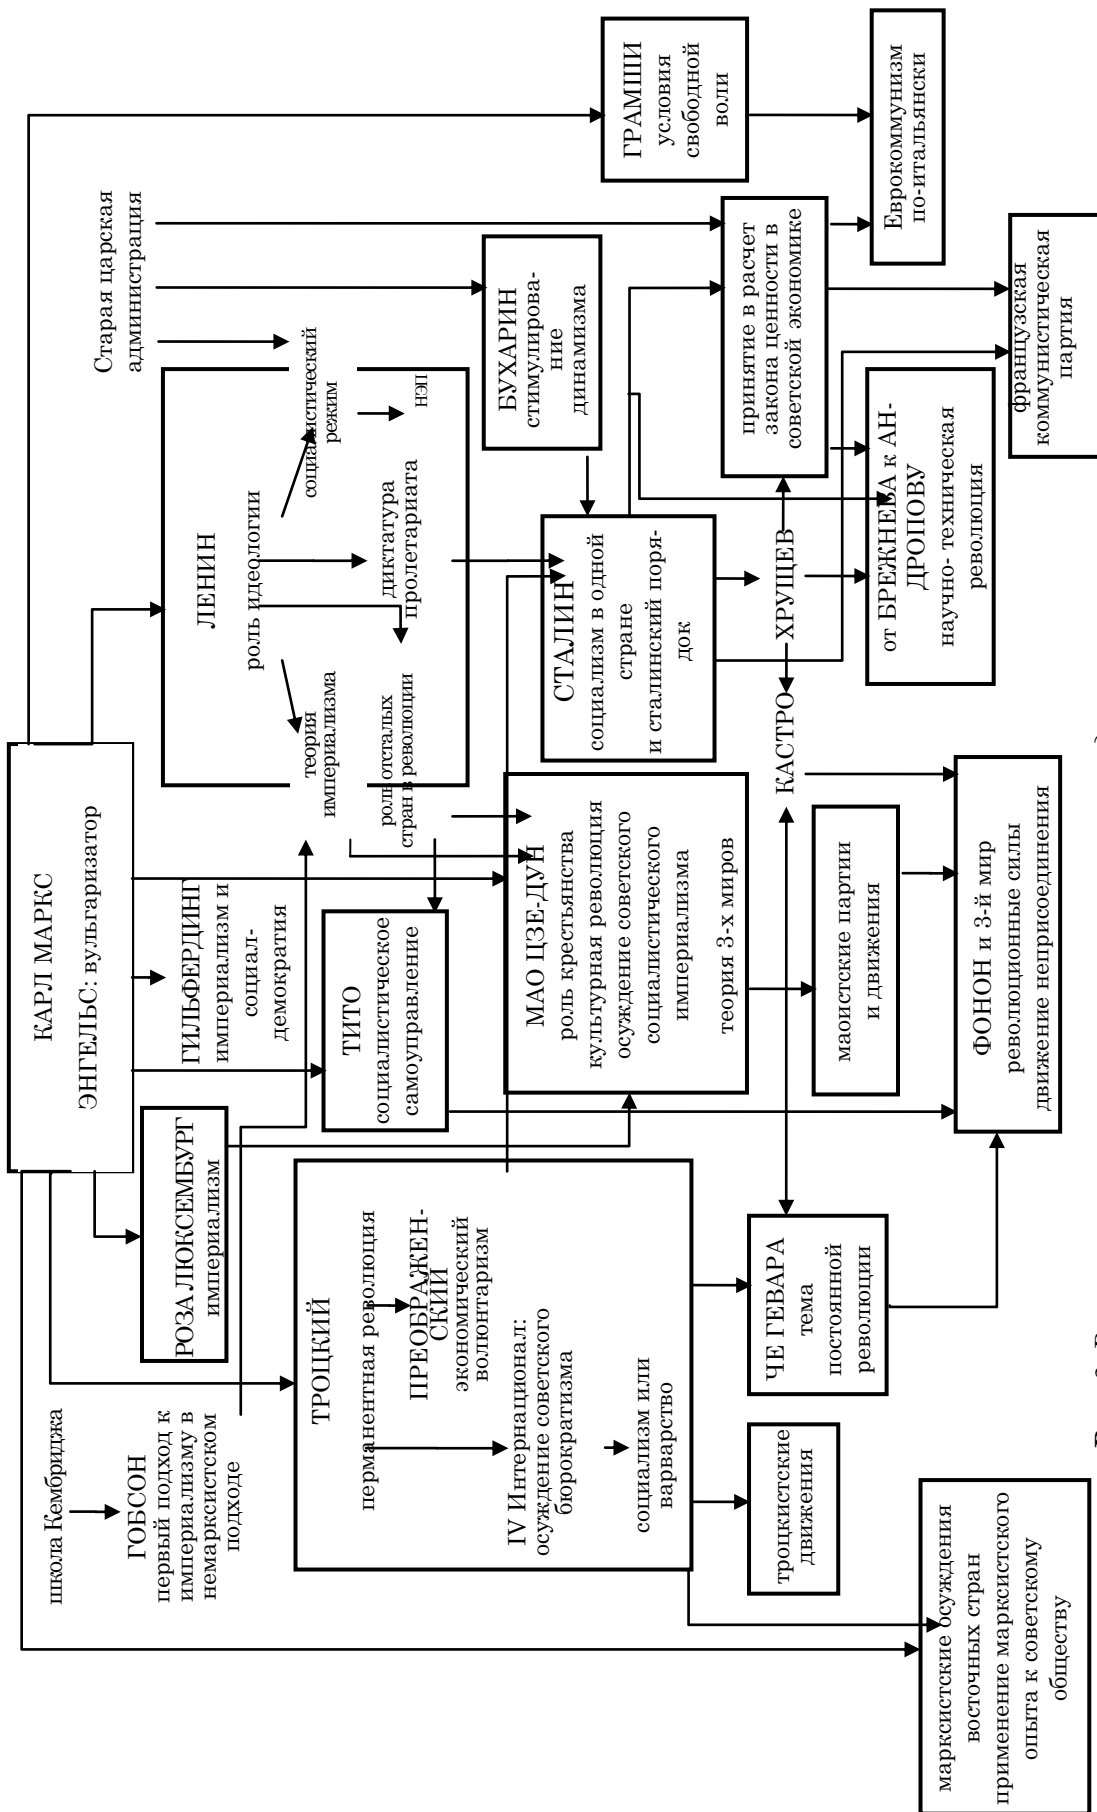 КАРЛ МАРКС
ЭНГЕЛЬС: вульгаризатор
школа Кембриджа
ГОБСОН
первый подход к
империализму в
немарксистском
подходе
РОЗА ЛЮКСЕМБУРГ
империализм
ГИЛЬФЕРДИНГ
империализм и
социал-
демократия
Старая царская
администрация
ЛЕНИН
роль идеологии
теория
империализма
социалистический
режим
роль отсталых
стран в революции
диктатура
пролетариата
НЭП
ТРОЦКИЙ
перманентная революция
ПРЕОБРАЖЕН-
СКИЙ
экономический
волюнтаризм
IV Интернационал:
осуждение советского
бюрократизма
социализм или
варварство
ТИТО
социалистическое
самоуправление
МАО ЦЗЕ-ДУН
роль крестьянства
культурная революция
осуждение советского
социалистического
империализма
теория 3-х миров
СТАЛИН
социализм в одной
стране
и сталинский поря-
док
БУХАРИН
стимулирова-
ние
динамизма
ГРАМШИ
условия
свободной
воли
троцкистские
движения
ЧЕ ГЕВАРА
тема
постоянной
революции
КАСТРО
ХРУЩЕВ
принятие в расчет
закона ценности в
советской экономике
маоистские партии
и движения
от БРЕЖНЕВА к АН-
ДРОПОВУ
научно- техническая
революция
Еврокоммунизм
по-итальянски
марксистские осуждения
восточных стран
применение марксистского
опыта к советскому
обществу
ФОНОН и 3-й мир
революционные силы
движение неприсоединения
французская
коммунистическая
партия